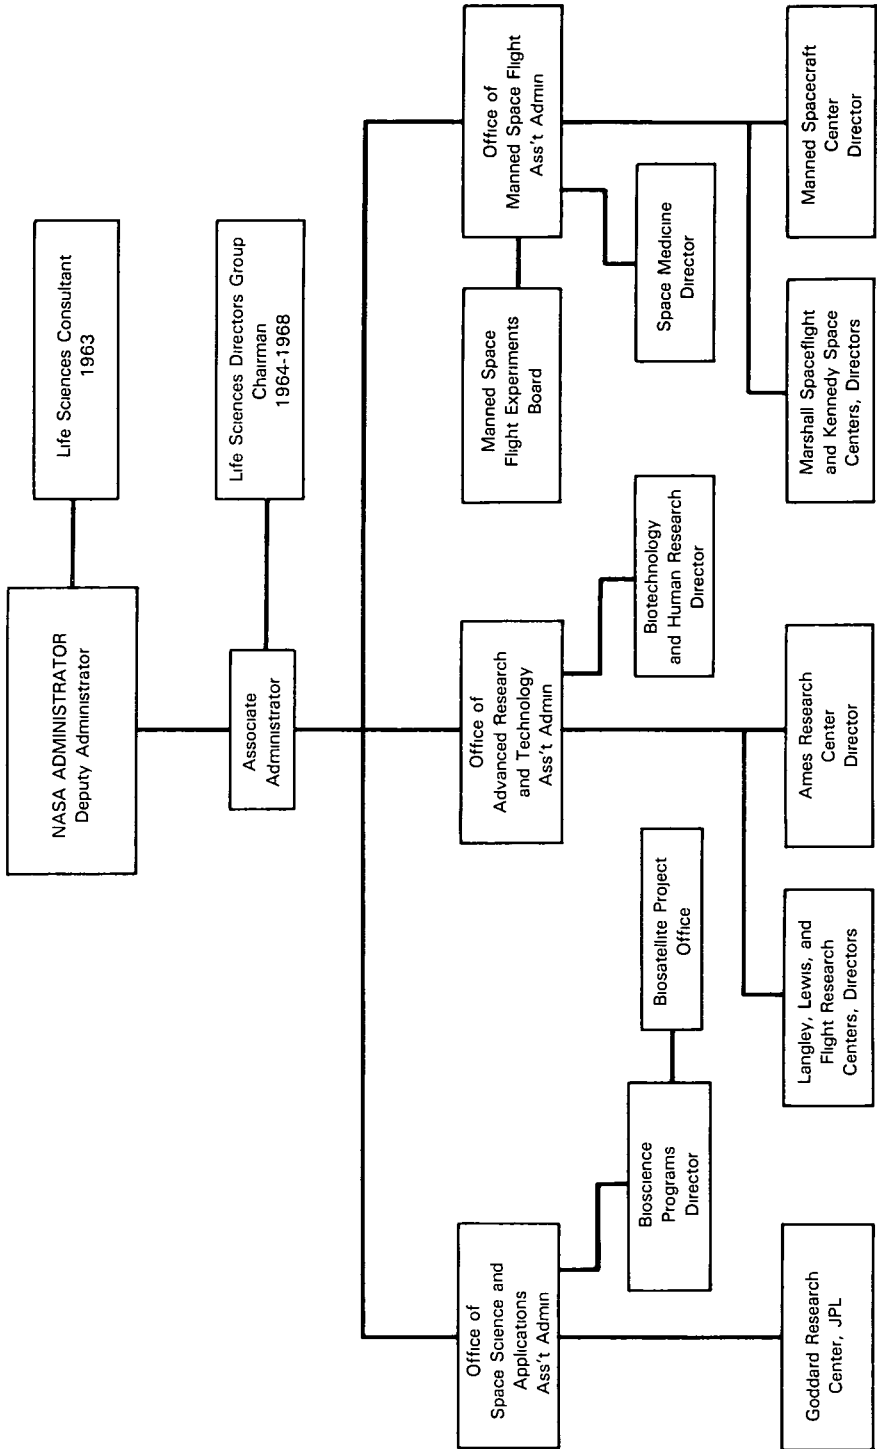 NASA ADMINISTRATOR
Deputy Administrator
Life Sciences Consultant
1963
Associate
Administrator
Life Sciences Directors Group
Chairman
1964-1968
Office of
Space Science and
Applications
Ass't Admin
Office of
Advanced Research
and Technology
Ass't Admin
Manned Space
Flight Experiments
Board
Office of
Manned Space Flight
Ass't Admin
Bioscience
Programs
Director
Biosatellite Project
Office
Biotechnology
and Human Research
Director
Space Medicine
Director
Goddard Research
Center, JPL
Langley, Lewis, and
Flight Research
Centers, Directors
Ames Research
Center
Director
Marshall Spaceflight
and Kennedy Space
Centers, Directors
Manned Spacecraft
Center
Director